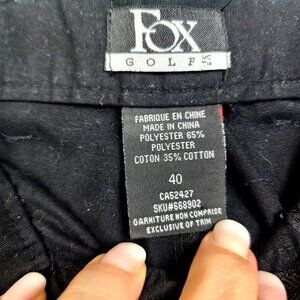 FOX
GOLF MC
FABRIQUE EN CHINE
MADE IN CHINA
POLYESTER 65%
POLYESTER
COTON 35% COTTON
40
CA52427
SKU#668902
GARNITURE NON COMPRISE
EXCLUSIVE OF TRIM